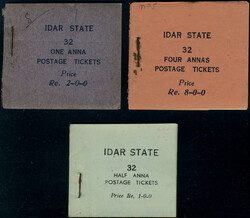 IDAR STATE
32
ONE ANNA
POSTAGE TICKETS
Price
Re. 2-0-0
IDAR STATE
32
FOUR ANNAS
POSTAGE TICKETS
Price
Re. 8-0-0
IDAR STATE
32
HALF ANNA
POSTAGE TICKETS
Price Re. 1-0-0